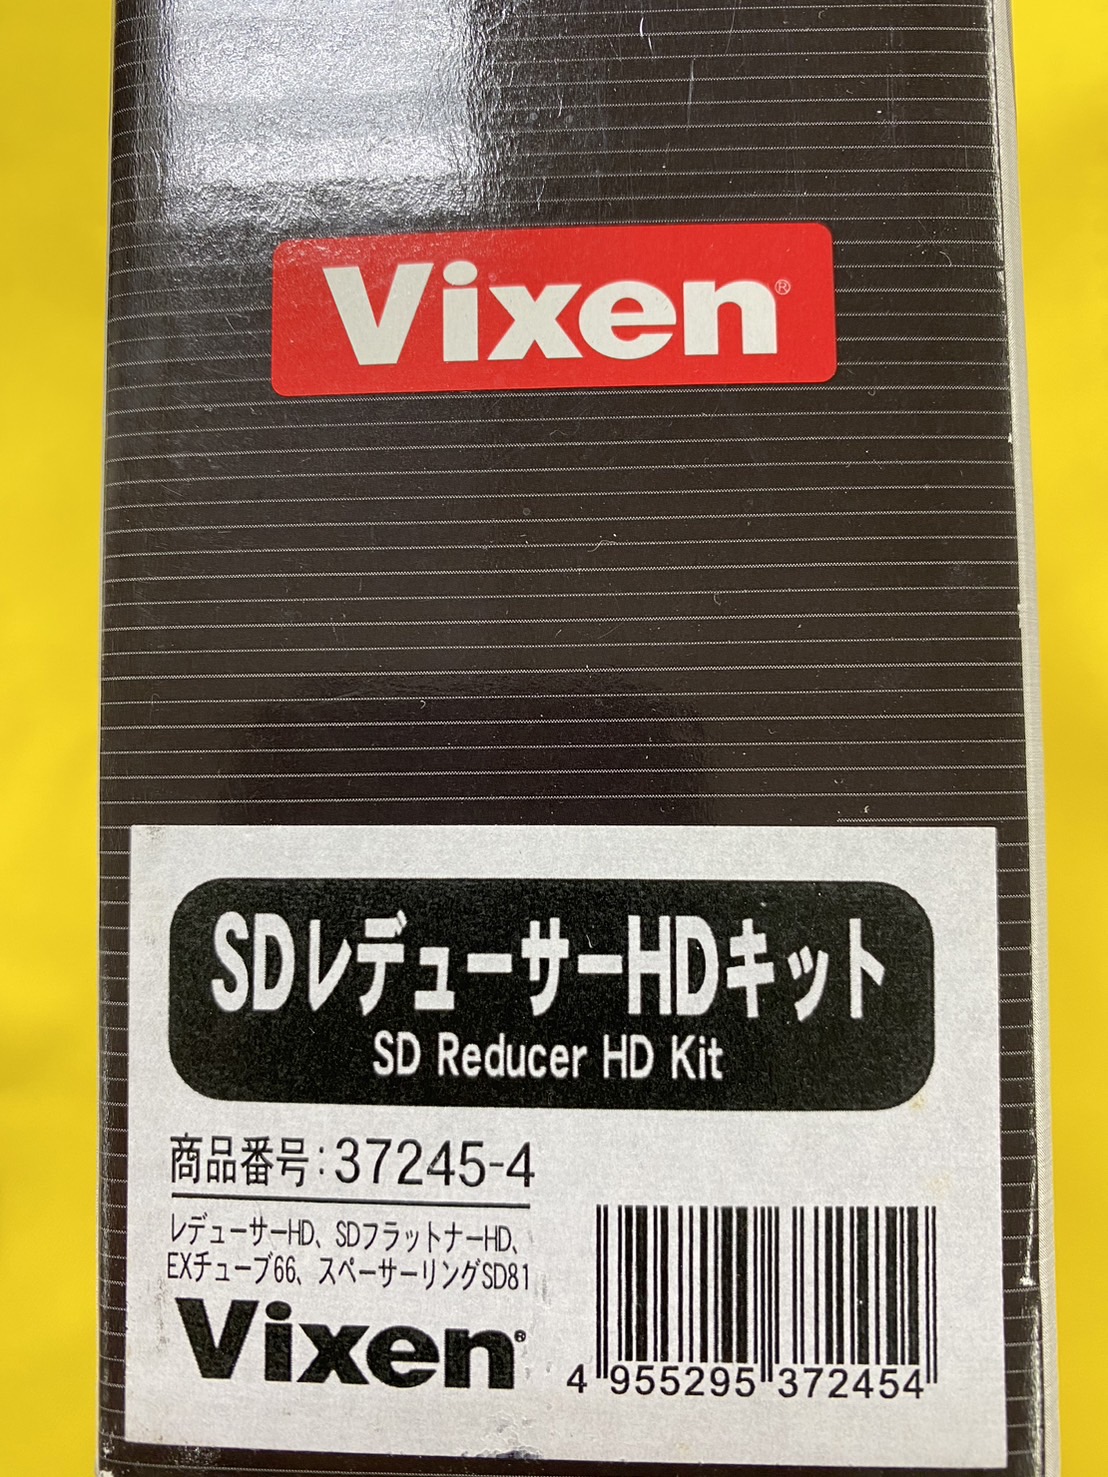 Vixen®
SDレデューサーHDキット
SD Reducer HD Kit
商品番号:37245-4
レデューサーHD、SDフラットナーHD、
EXチューブ66、スペーサーリングSD81
Vixen®
4 955295 372454